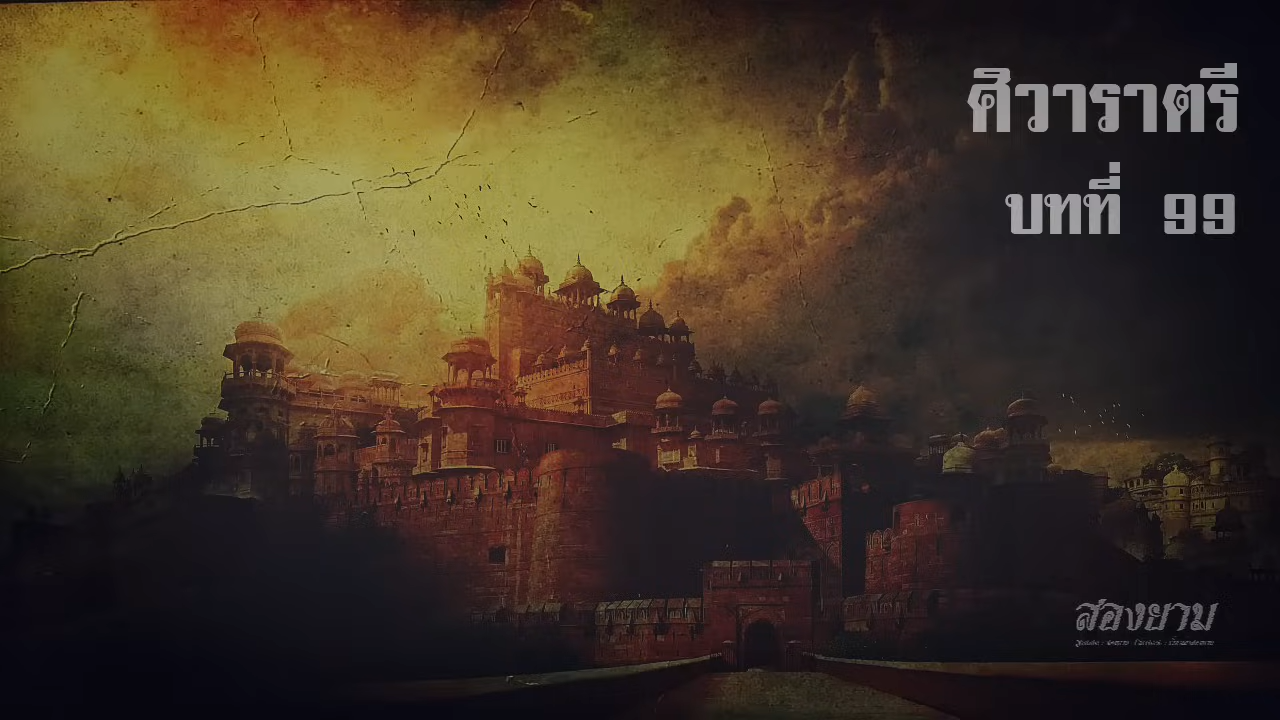 ศิวาราตรี
บทที่ 99
สองยาม